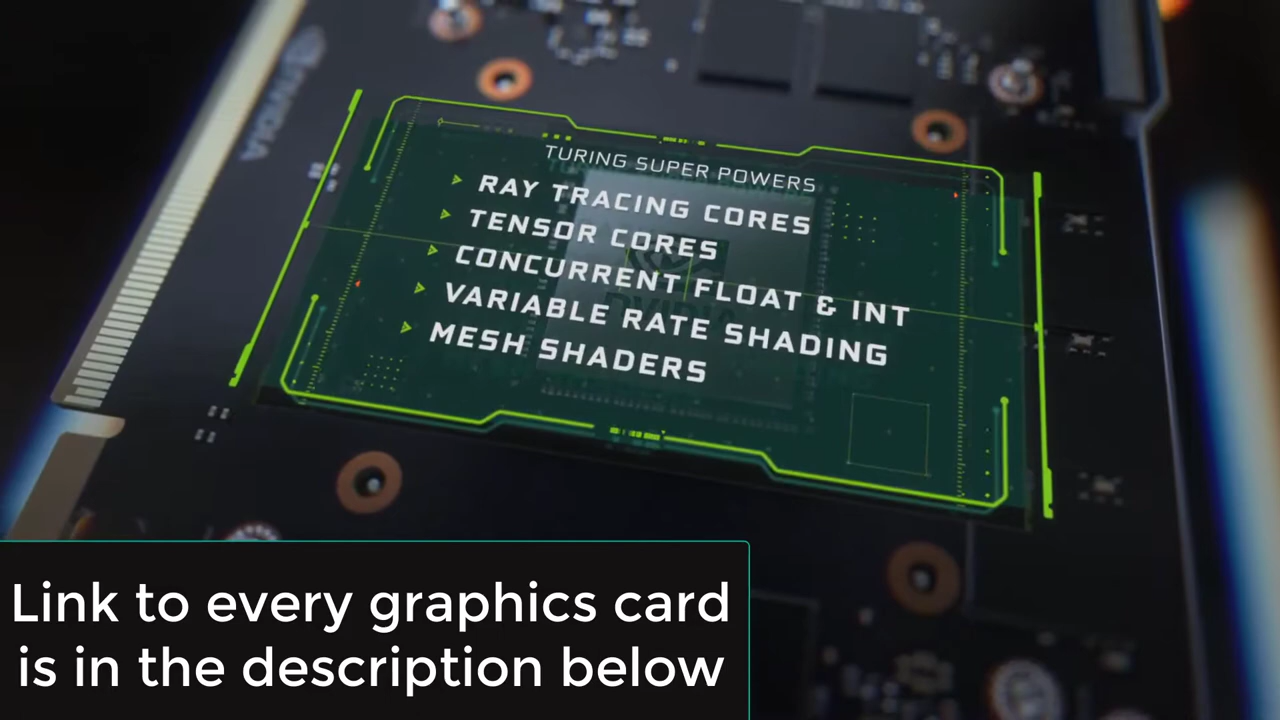 NVIDIA
TURING SUPER POWERS
RAY TRACING CORES
TENSOR CORES
CONCURRENT FLOAT & INT
VARIABLE RATE SHADING
MESH SHADERS
Link to every graphics card
is in the description below